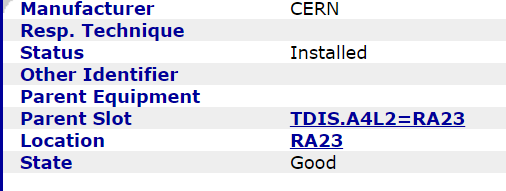 Manufacturer CERN
Resp. Technique
Status Installed
Other Identifier
Parent Equipment
Parent Slot TDIS.A4L2=RA23
Location RA23
State Good